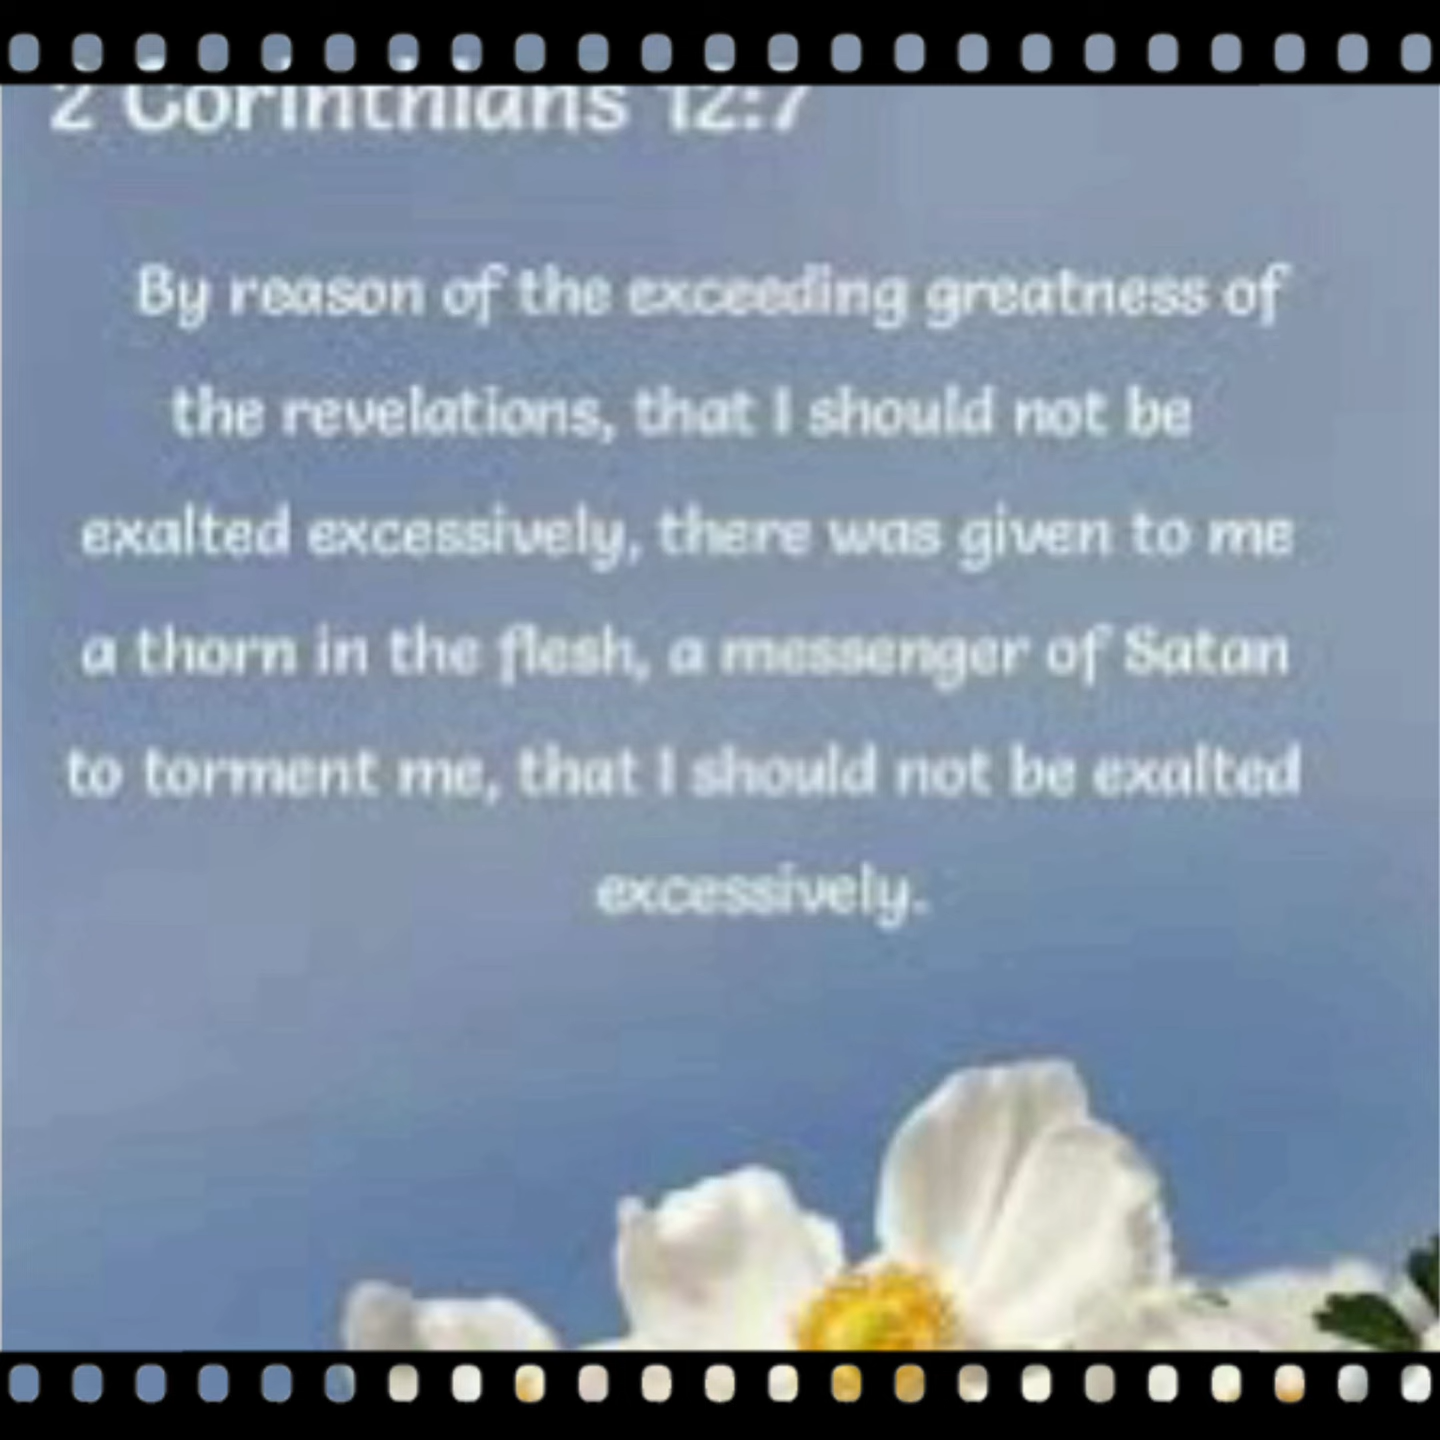 2 Corinthians 12:7
By reason of the exceeding greatness of
the revelations, that I should not be
exalted excessively, there was given to me
a thorn in the flesh, a messenger of Satan
to torment me, that I should not be exalted
excessively.